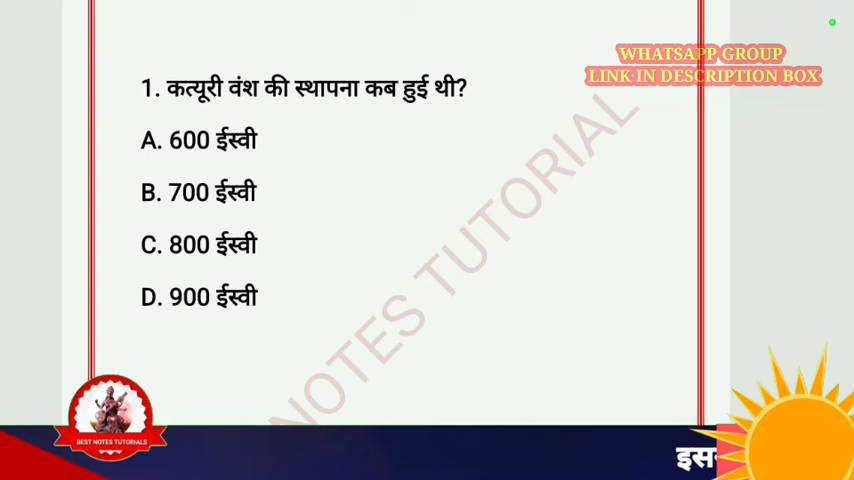 WHATSAPP GROUP
LINK IN DESCRIPTION BOX
1. कत्यूरी वंश की स्थापना कब हुई थी?
A. 600 ईस्वी
B. 700 ईस्वी
C. 800 ईस्वी
D. 900 ईस्वी
NOTES TUTORIAL
BEST NOTES TUTORIALS